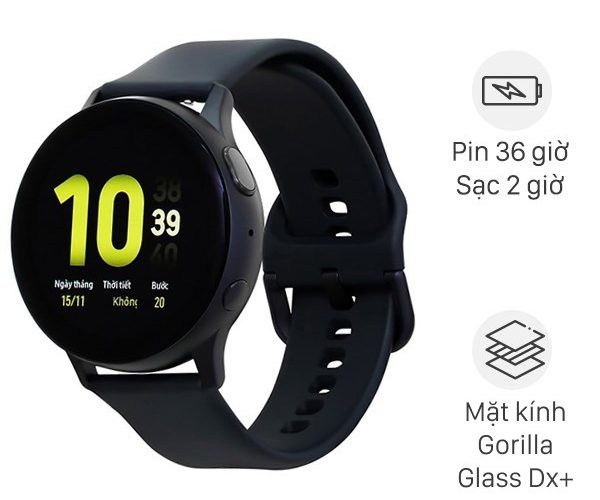 38
10 39
40
Ngày tháng Thời tiết Bước
15/11 Không 20
Pin 36 giờ
Sạc 2 giờ
Mặt kính
Gorilla
Glass Dx+